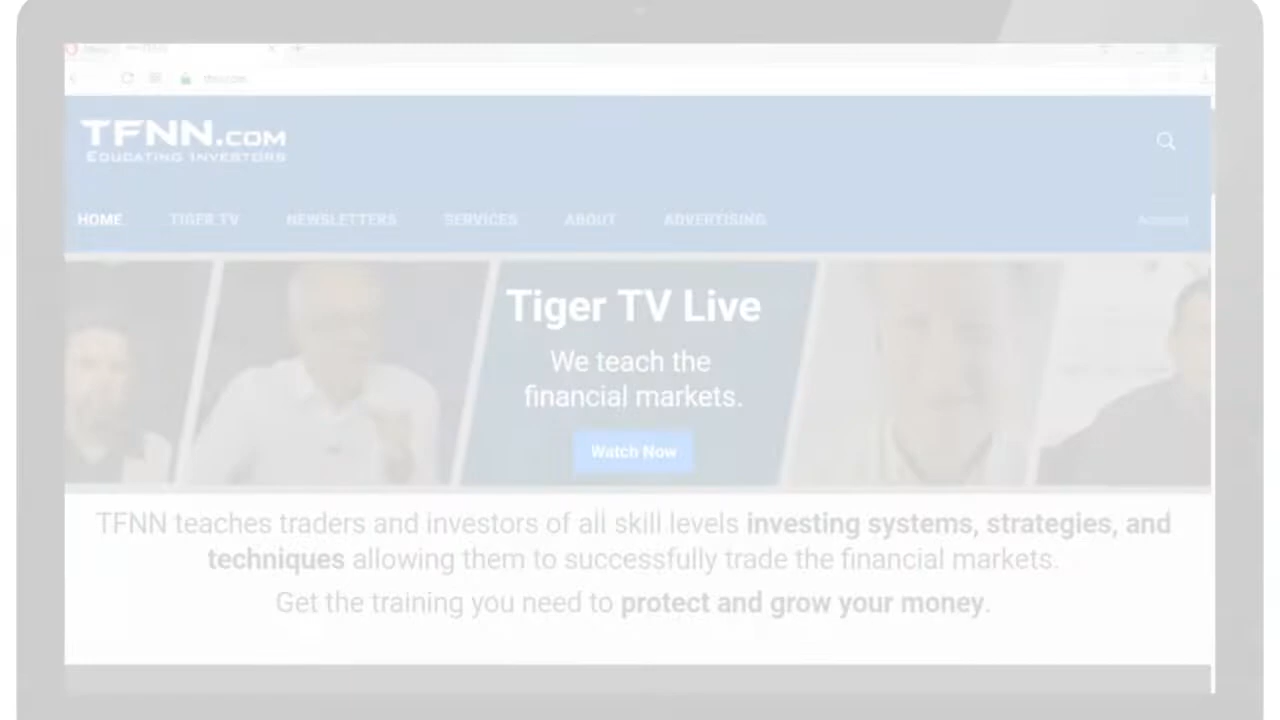 TFNN.COM
EDUCATING INVESTORS
HOME TIGER TV NEWSLETTERS SERVICES ABOUT ADVERTISING Account
Tiger TV Live
We teach the
financial markets.
Watch Now
TFNN teaches traders and investors of all skill levels investing systems, strategies, and
techniques allowing them to successfully trade the financial markets.
Get the training you need to protect and grow your money.